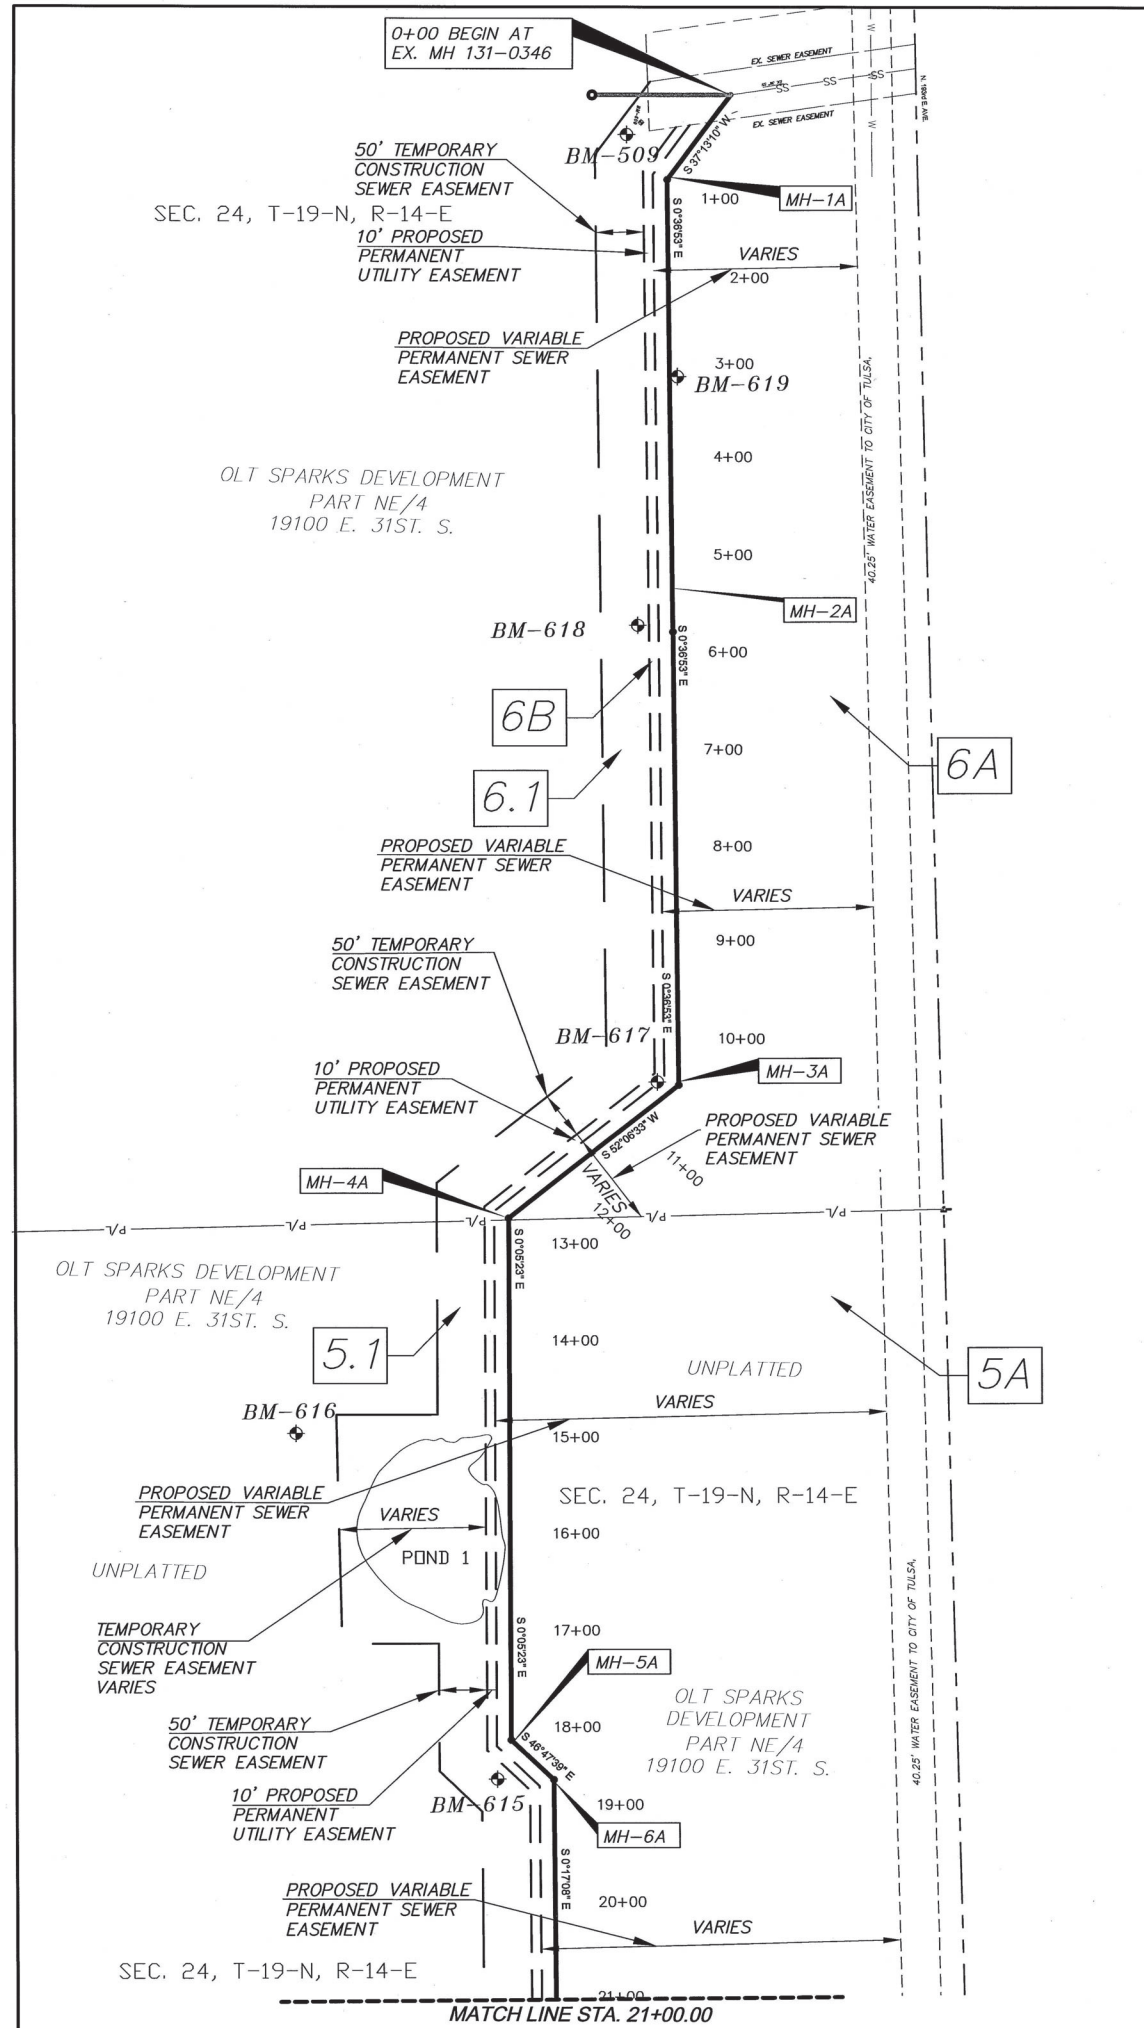 0+00 BEGIN AT
EX. MH 131-0346
EX. SEWER EASEMENT
SS
SS
SS
W
W
N. 193rd E. AVE.
EX. SEWER EASEMENT
BM-509
S 37°13'10" W
50' TEMPORARY
CONSTRUCTION
SEWER EASEMENT
MH-1A
1+00
SEC. 24, T-19-N, R-14-E
10' PROPOSED
PERMANENT
UTILITY EASEMENT
S 0°36'53" E
VARIES
2+00
PROPOSED VARIABLE
PERMANENT SEWER
EASEMENT
3+00
BM-619
40.25' WATER EASEMENT TO CITY OF TULSA,
4+00
OLT SPARKS DEVELOPMENT
PART NE/4
19100 E. 31ST. S.
5+00
MH-2A
BM-618
S 0°36'53" E
6+00
6B
7+00
6A
6.1
PROPOSED VARIABLE
PERMANENT SEWER
EASEMENT
8+00
VARIES
9+00
50' TEMPORARY
CONSTRUCTION
SEWER EASEMENT
S 0°36'53" E
BM-617
10+00
10' PROPOSED
PERMANENT
UTILITY EASEMENT
MH-3A
S 52°06'33" W
PROPOSED VARIABLE
PERMANENT SEWER
EASEMENT
11+00
MH-4A
VARIES
12+00
P/L
P/L
P/L
P/L
P/L
13+00
S 0°05'23" E
OLT SPARKS DEVELOPMENT
PART NE/4
19100 E. 31ST. S.
5.1
14+00
UNPLATTED
5A
VARIES
BM-616
15+00
PROPOSED VARIABLE
PERMANENT SEWER
EASEMENT
SEC. 24, T-19-N, R-14-E
VARIES
16+00
POND 1
UNPLATTED
40.25' WATER EASEMENT TO CITY OF TULSA,
TEMPORARY
CONSTRUCTION
SEWER EASEMENT
VARIES
17+00
S 0°05'23" E
MH-5A
OLT SPARKS
DEVELOPMENT
PART NE/4
19100 E. 31ST. S.
50' TEMPORARY
CONSTRUCTION
SEWER EASEMENT
18+00
S 46°47'39" E
10' PROPOSED
PERMANENT
UTILITY EASEMENT
BM-615
19+00
MH-6A
S 0°17'08" E
PROPOSED VARIABLE
PERMANENT SEWER
EASEMENT
20+00
VARIES
SEC. 24, T-19-N, R-14-E
21+00
MATCH LINE STA. 21+00.00